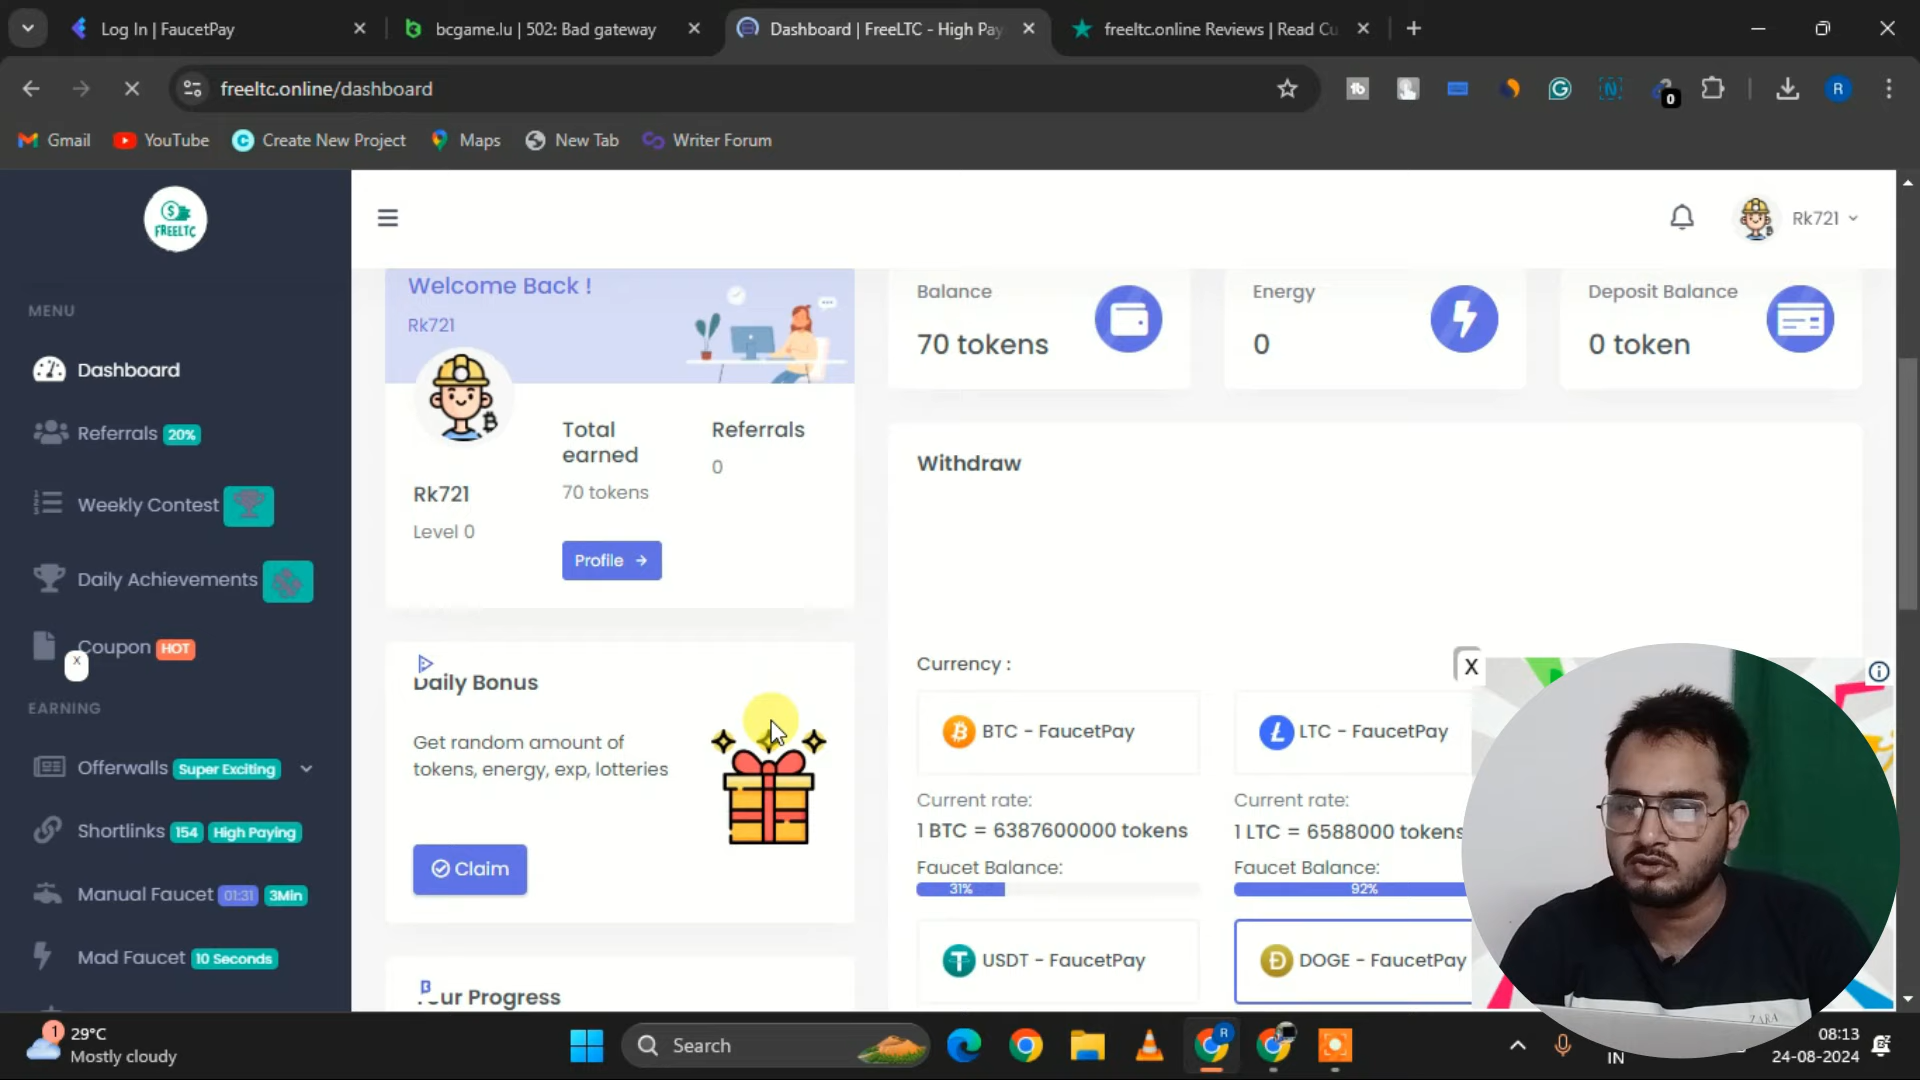 Log In | FaucetPay
bcgame.lu | 502: Bad gateway
Dashboard | FreeLTC - High Pay
freeltc.online Reviews | Read Cu
freeltc.online/dashboard
tb
R
0
Gmail
YouTube
Create New Project
Maps
New Tab
Writer Forum
FREELTC
Rk721
MENU
Dashboard
Referrals 20%
Weekly Contest
Daily Achievements
Coupon HOT
X
EARNING
Offerwalls Super Exciting
Shortlinks 154 High Paying
Manual Faucet 01:31 3Min
Mad Faucet 10 Seconds
Welcome Back !
Rk721
Total earned
70 tokens
Referrals
0
Rk721
Level 0
Profile
Daily Bonus
Get random amount of
tokens, energy, exp, lotteries
Claim
Your Progress
Balance
70 tokens
Energy
0
Deposit Balance
0 token
Withdraw
Currency :
BTC - FaucetPay
Current rate:
1 BTC = 6387600000 tokens
Faucet Balance:
31%
LTC - FaucetPay
Current rate:
1 LTC = 6588000 tokens
Faucet Balance:
92%
USDT - FaucetPay
DOGE - FaucetPay
X
ZARA
1
29°C
Mostly cloudy
Search
R
IN
08:13
24-08-2024